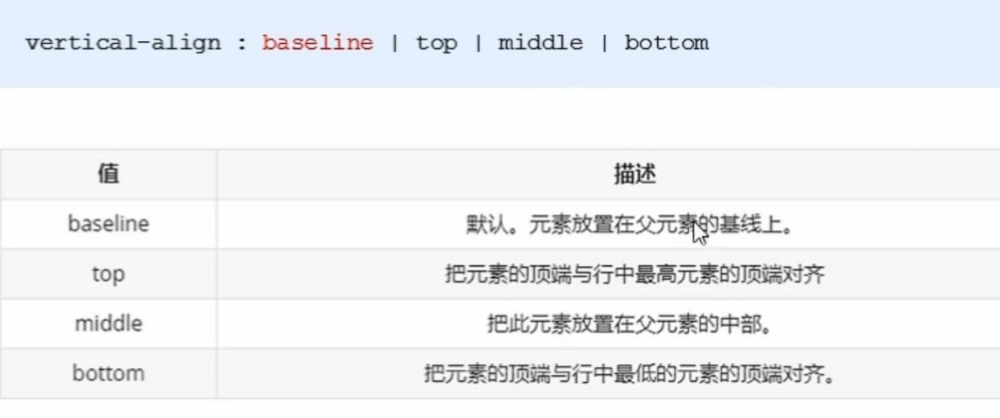 vertical-align : baseline | top | middle | bottom
值 描述
baseline 默认。元素放置在父元素的基线上。
top 把元素的顶端与行中最高元素的顶端对齐
middle 把此元素放置在父元素的中部。
bottom 把元素的顶端与行中最低的元素的顶端对齐。